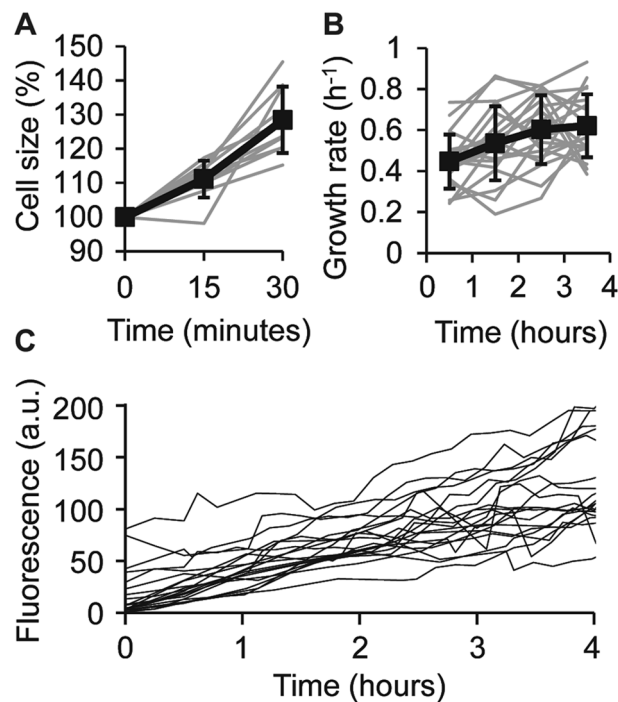 A
Cell size (%)
150
140
130
120
110
100
90
0 15 30
Time (minutes)
B
Growth rate (h⁻¹)
1
0.8
0.6
0.4
0.2
0
0 1 2 3 4
Time (hours)
C
Fluorescence (a.u.)
200
150
100
50
0
0 1 2 3 4
Time (hours)